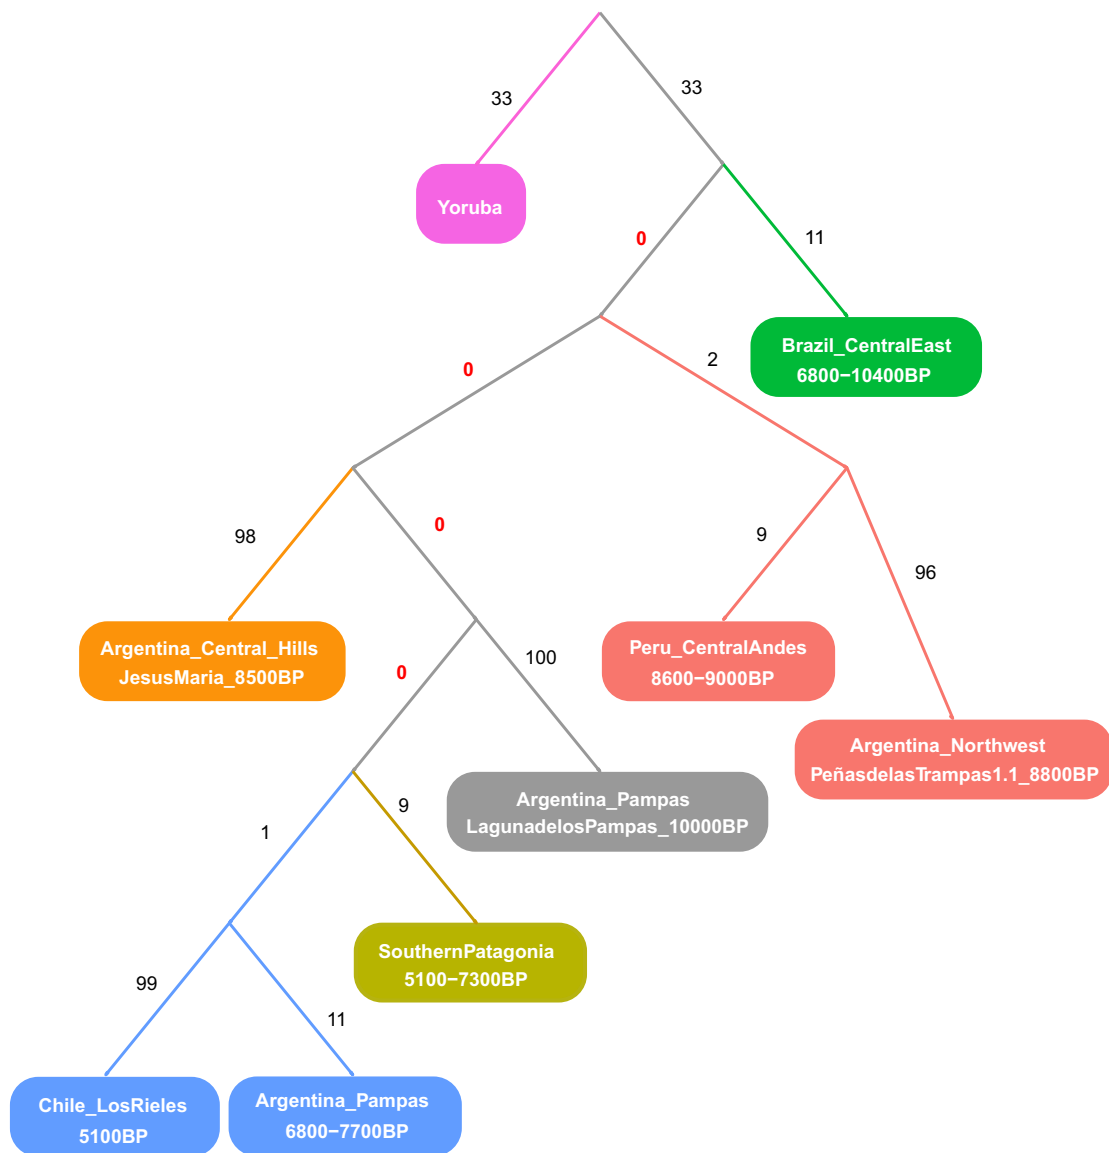 33
33
Yoruba
0
11
Brazil_CentralEast
6800−10400BP
0
2
98
0
9
96
Argentina_Central_Hills
JesusMaria_8500BP
0
100
Peru_CentralAndes
8600−9000BP
Argentina_Northwest
PeñasdelasTrampas1.1_8800BP
1
9
Argentina_Pampas
LagunadelosPampas_10000BP
99
11
SouthernPatagonia
5100−7300BP
Chile_LosRieles
5100BP
Argentina_Pampas
6800−7700BP